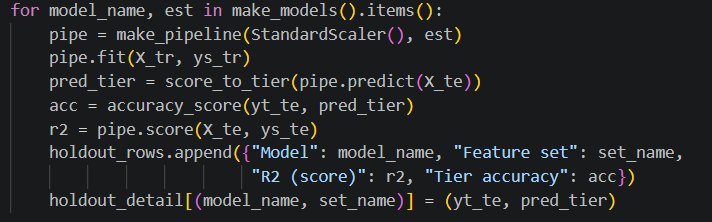 for model_name, est in make_models().items():
    pipe = make_pipeline(StandardScaler(), est)
    pipe.fit(X_tr, ys_tr)
    pred_tier = score_to_tier(pipe.predict(X_te))
    acc = accuracy_score(yt_te, pred_tier)
    r2 = pipe.score(X_te, ys_te)
    holdout_rows.append({"Model": model_name, "Feature set": set_name,
                         "R2 (score)": r2, "Tier accuracy": acc})
    holdout_detail[(model_name, set_name)] = (yt_te, pred_tier)